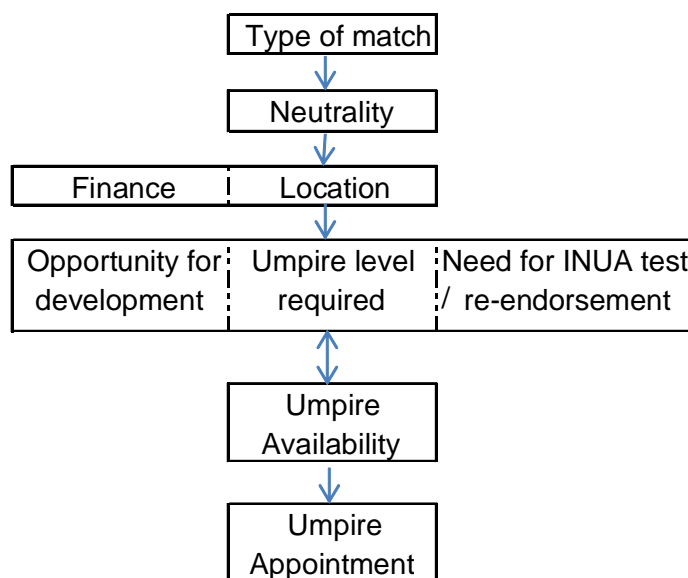 Type of match
Neutrality
Finance
Location
Opportunity for
development
Umpire level
required
Need for INUA test
/ re-endorsement
Umpire
Availability
Umpire
Appointment